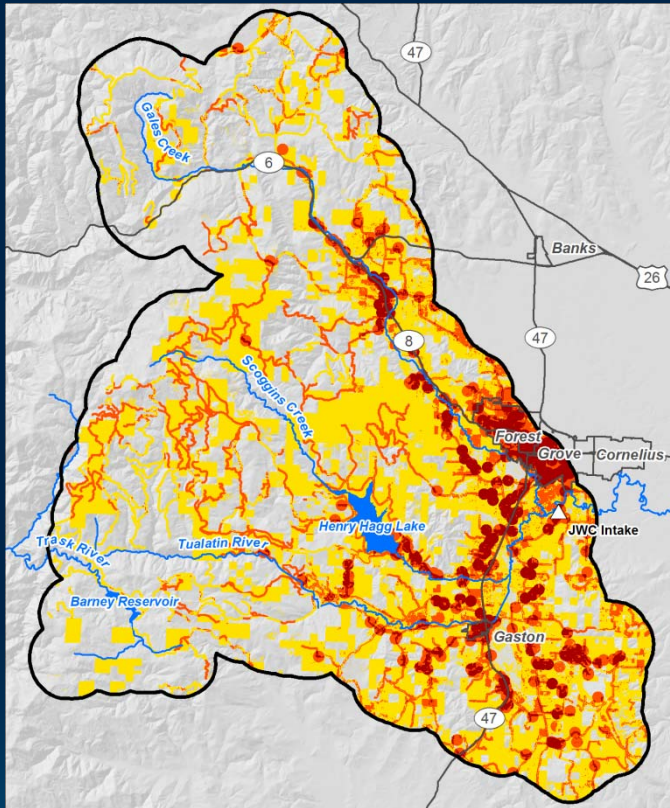 47
Gales Creek
6
Banks
26
47
8
Scoggins Creek
Forest
Grove
Cornelius
JWC Intake
Henry Hagg Lake
Trask River
Tualatin River
Barney Reservoir
Gaston
47